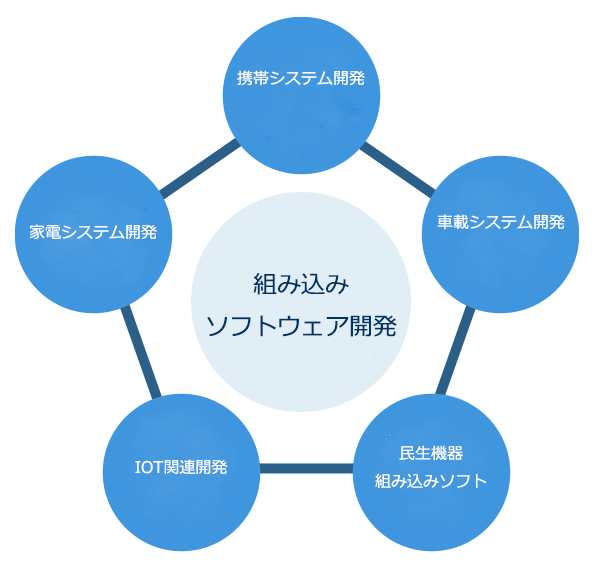 携帯システム開発
家電システム開発
車載システム開発
組み込み
ソフトウェア開発
IOT関連開発
民生機器
組み込みソフト